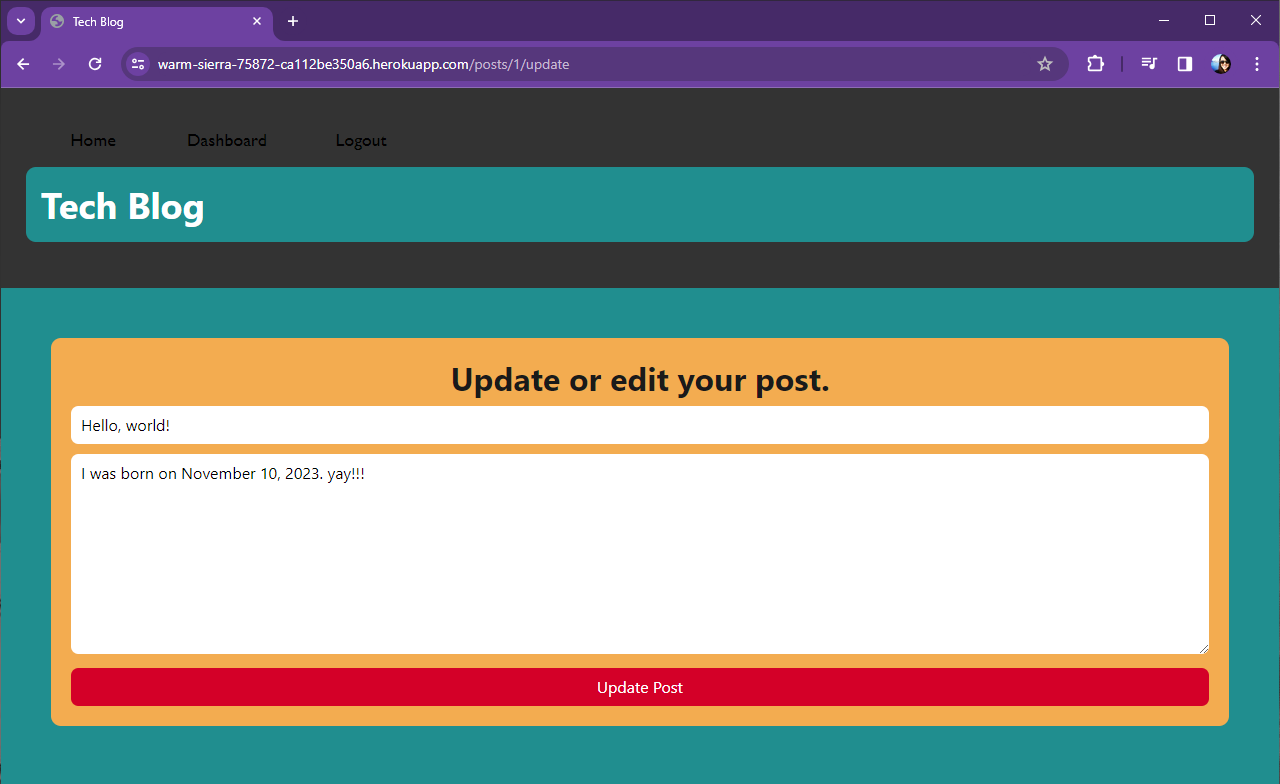 Tech Blog
warm-sierra-75872-ca112be350a6.herokuapp.com/posts/1/update
Home Dashboard Logout
Tech Blog
Update or edit your post.
Hello, world!
I was born on November 10, 2023. yay!!!
Update Post